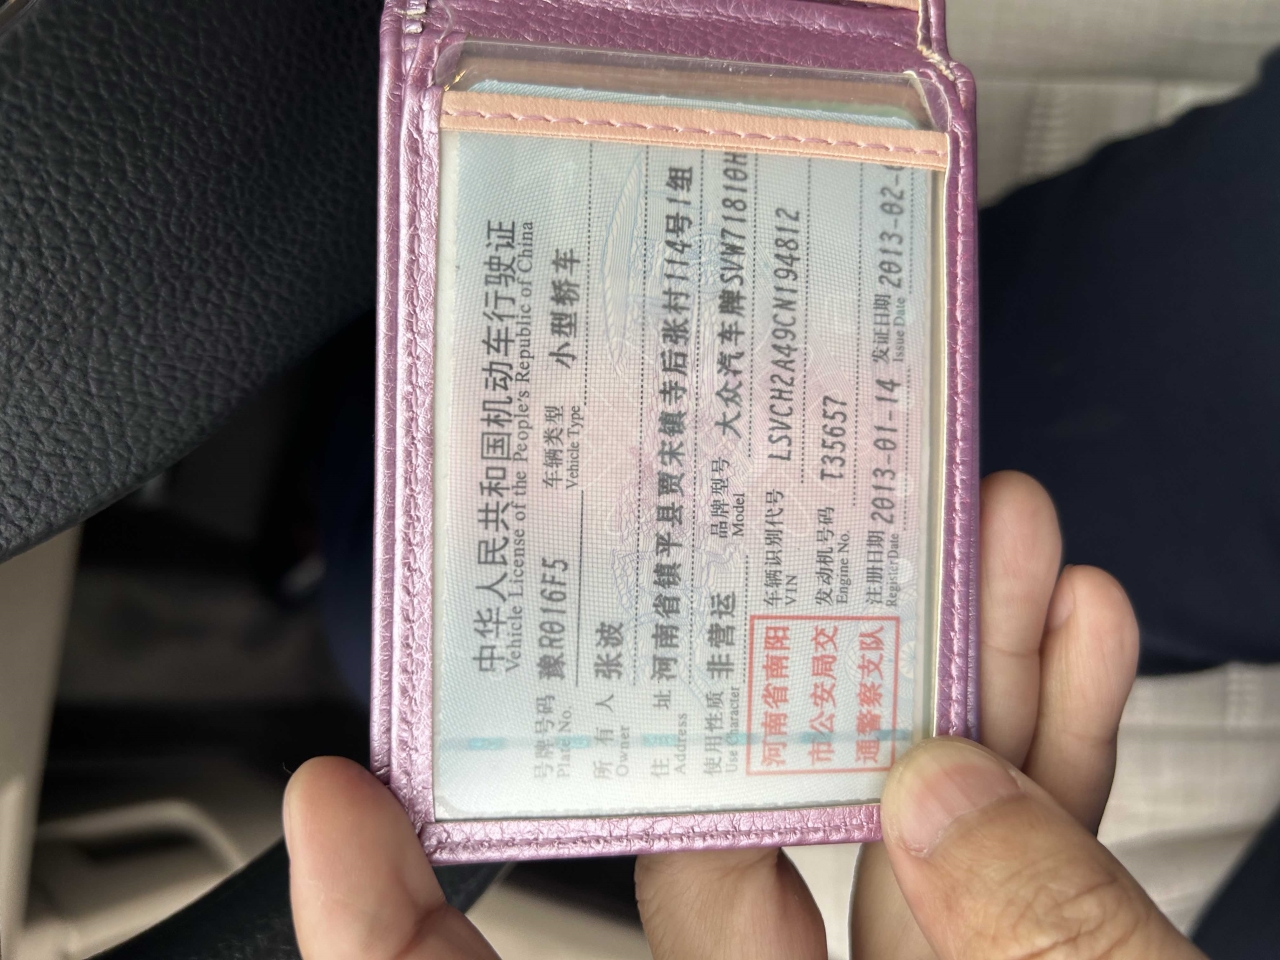 中华人民共和国机动车行驶证
Vehicle License of the People's Republic of China
号牌号码 豫R016F5 车辆类型 小型轿车
Plate No. Vehicle Type
所有人 张波
Owner
住址 河南省镇平县贾宋镇寺后张村114号1组
Address
使用性质 非营运 品牌型号 大众汽车牌SVW71810H
Use Character Model
河南省南阳
市公安局交
通警察支队
车辆识别代号 LSVCH2A49CN194812
VIN
发动机号码 T35657
Engine No.
注册日期 2013-01-14 发证日期 2013-02-
Register Date Issue Date